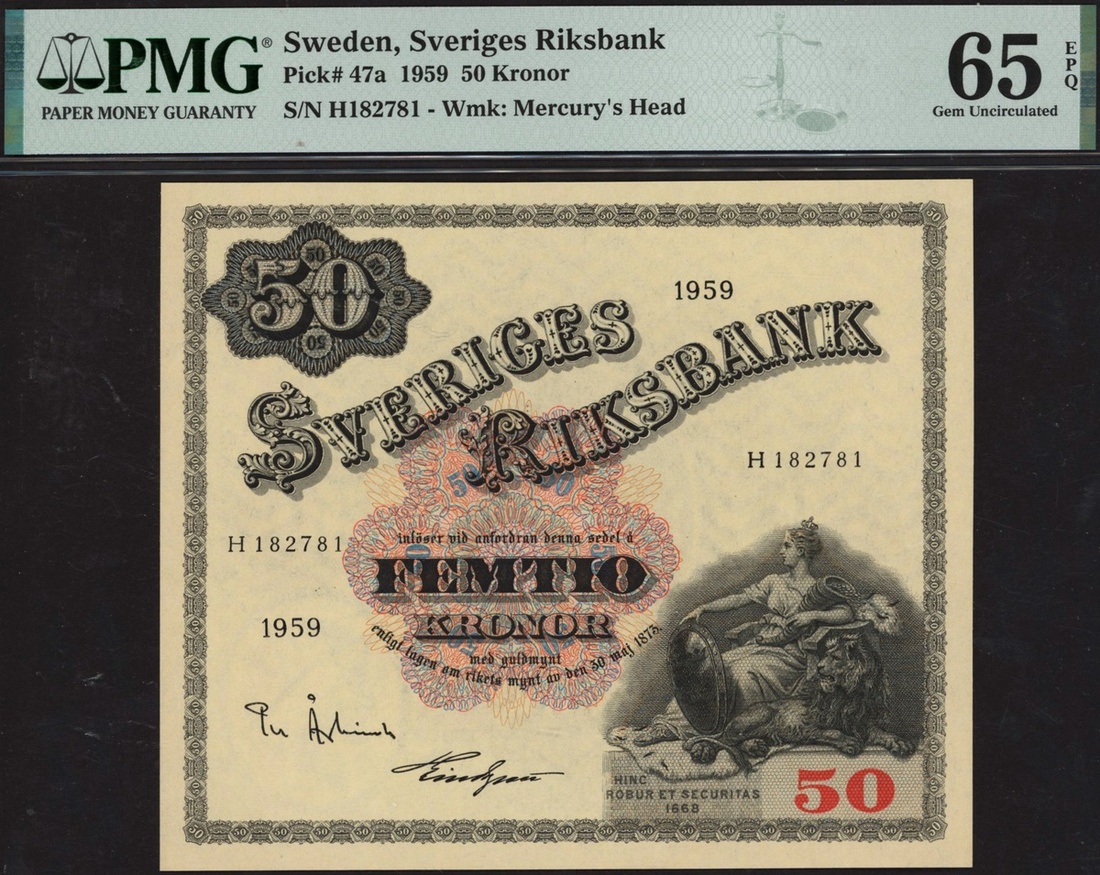 PMG®
PAPER MONEY GUARANTY
Sweden, Sveriges Riksbank
Pick# 47a 1959 50 Kronor
S/N H182781 - Wmk: Mercury's Head
65 EPQ
Gem Uncirculated
50
1959
SVERIGES
RIKSBANK
H 182781
H 182781
inlöser vid anfordran denna sedel å
FEMTIO
KRONOR
med guldmynt
enligt lagen om rikets mynt av den 30 maj 1873.
1959
HINC
ROBUR ET SECURITAS
1668
50